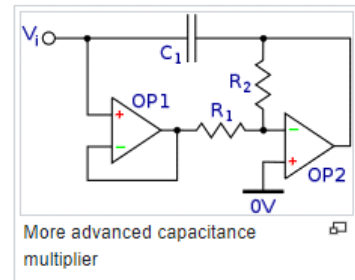 Vi
C1
R2
OP1
R1
+
−
−
+
OP2
0V
More advanced capacitance
multiplier